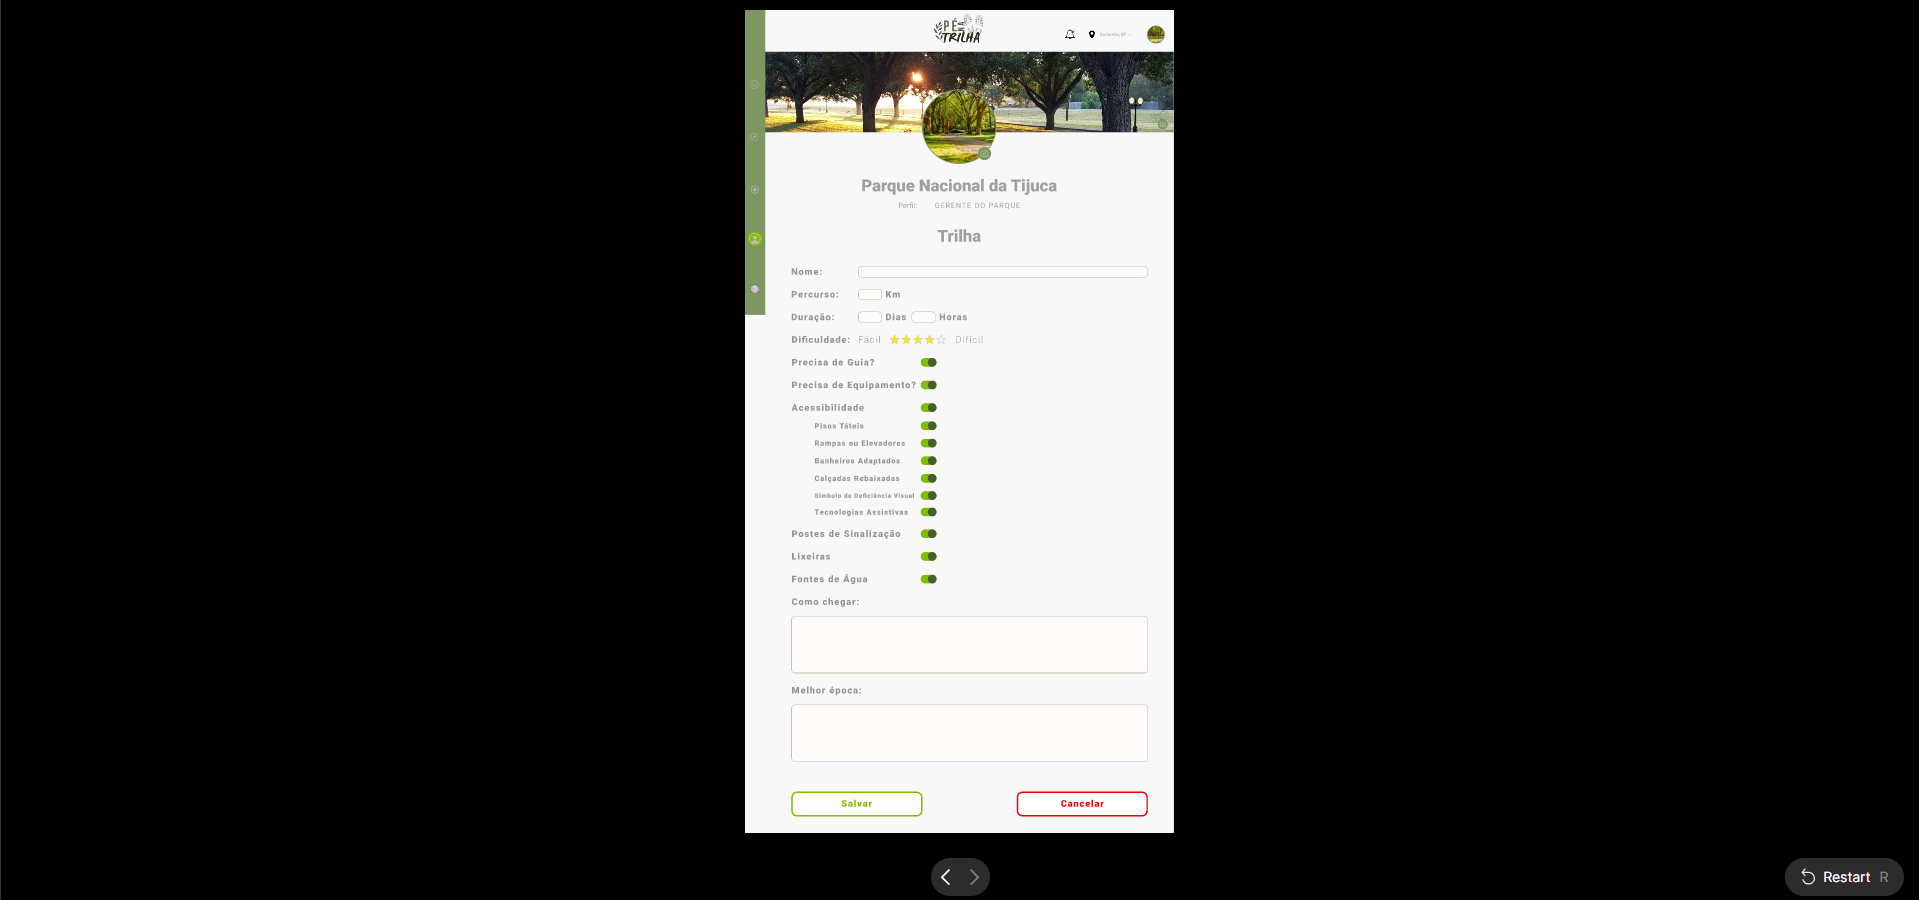 PÉ NA
TRILHA
Parque Nacional da Tijuca
Perfil: GERENTE DO PARQUE
Trilha
Nome:
Percurso: Km
Duração: Dias Horas
Dificuldade: Fácil Difícil
Precisa de Guia?
Precisa de Equipamento?
Acessibilidade
Pisos Táteis
Rampas ou Elevadores
Banheiros Adaptados
Calçadas Rebaixadas
Símbolo de Deficiência Visual
Tecnologias Assistivas
Postes de Sinalização
Lixeiras
Fontes de Água
Como chegar:
Melhor época:
Salvar Cancelar
Restart R